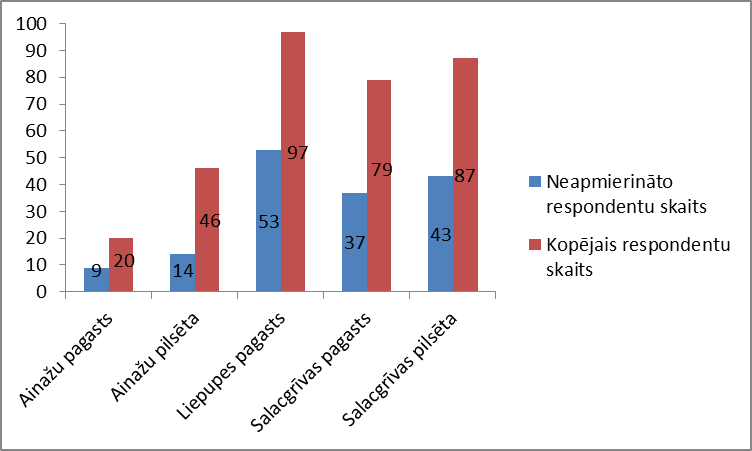 100
90
80
70
60
50
40
30
20
10
0
9
20
14
46
53
97
37
79
43
87
Ainažu pagasts
Ainažu pilsēta
Liepupes pagasts
Salacgrīvas pagasts
Salacgrīvas pilsēta
Neapmierināto
respondentu skaits
Kopējais respondentu
skaits